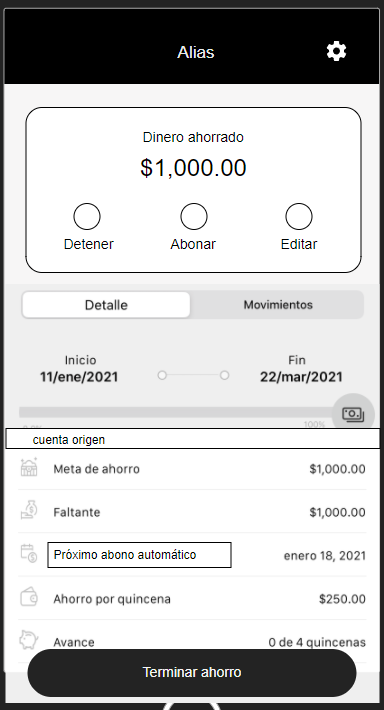 Alias
Dinero ahorrado
$1,000.00
Detener Abonar Editar
Detalle Movimientos
Inicio Fin
11/ene/2021 22/mar/2021
100%
cuenta origen
Meta de ahorro $1,000.00
Faltante $1,000.00
Próximo abono automático enero 18, 2021
Ahorro por quincena $250.00
Avance 0 de 4 quincenas
Terminar ahorro